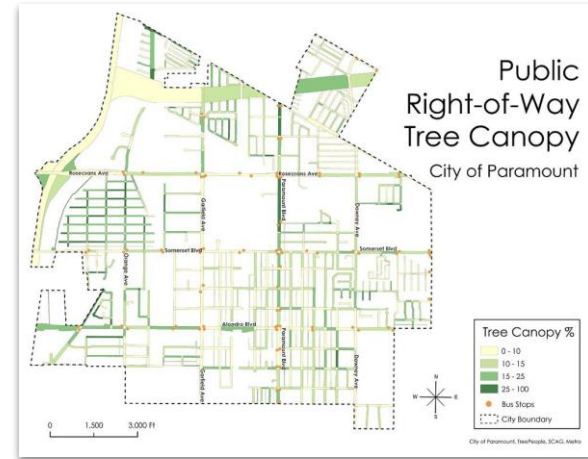 Public
Right-of-Way
Tree Canopy
City of Paramount
Rosecrans Ave
Rosecrans Ave
Garfield Ave
Paramount Blvd
Downey Ave
Orange Ave
Somerset Blvd
Somerset Blvd
Alondra Blvd
Garfield Ave
Paramount Blvd
Downey Ave
Tree Canopy %
0 - 10
10 - 15
15 - 25
25 - 100
Bus Stops
City Boundary
N
W E
S
0 1,500 3,000 Ft
City of Paramount, TreePeople, SCAG, Metro